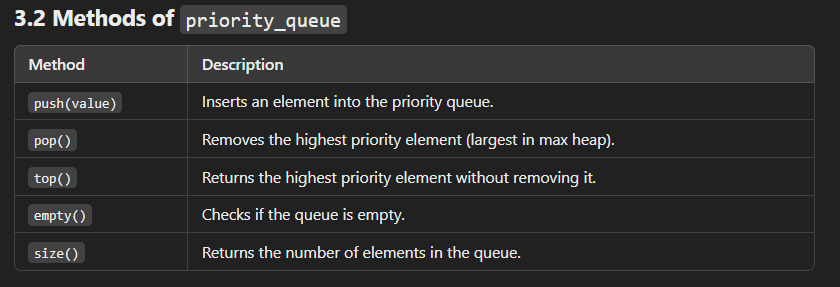 3.2 Methods of priority_queue
Method Description
push(value) Inserts an element into the priority queue.
pop() Removes the highest priority element (largest in max heap).
top() Returns the highest priority element without removing it.
empty() Checks if the queue is empty.
size() Returns the number of elements in the queue.